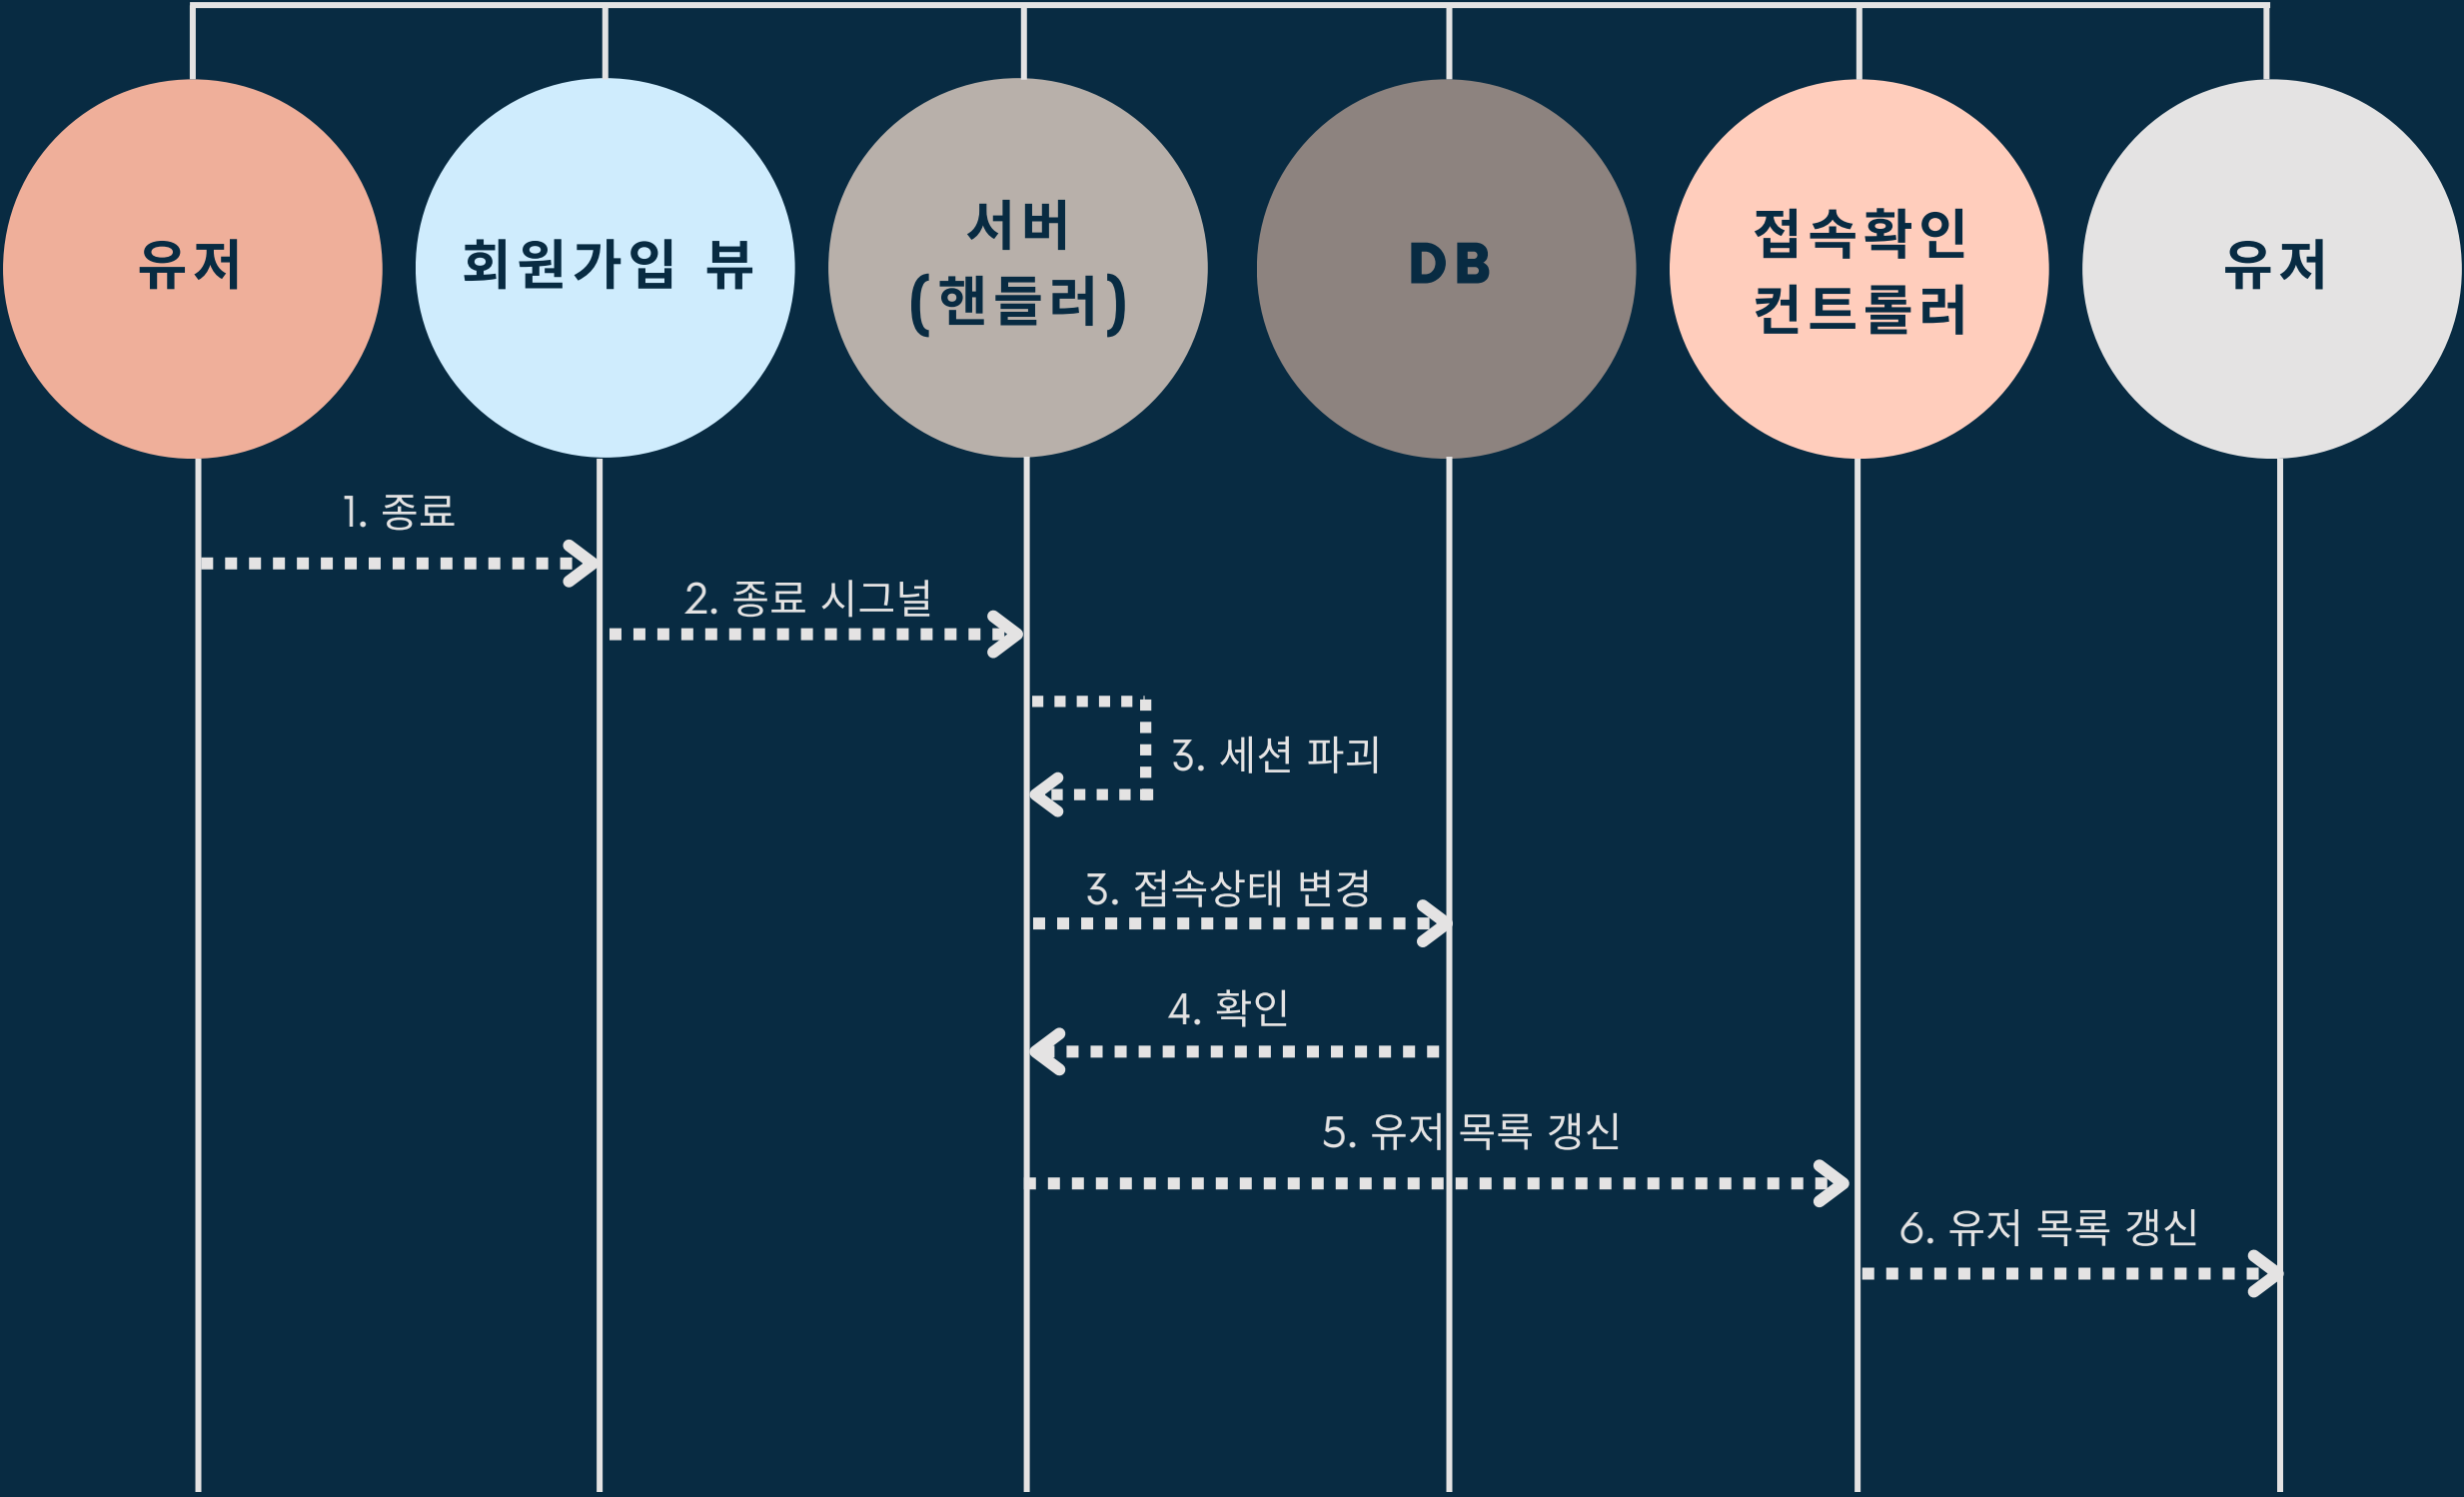 유저
회원가입 뷰
서버
(핸들러)
DB
접속확인
컨트롤러
유저
1. 종료
2. 종료 시그널
3. 세션 파괴
3. 접속상태 변경
4. 확인
5. 유저 목록 갱신
6. 유저 목록 갱신